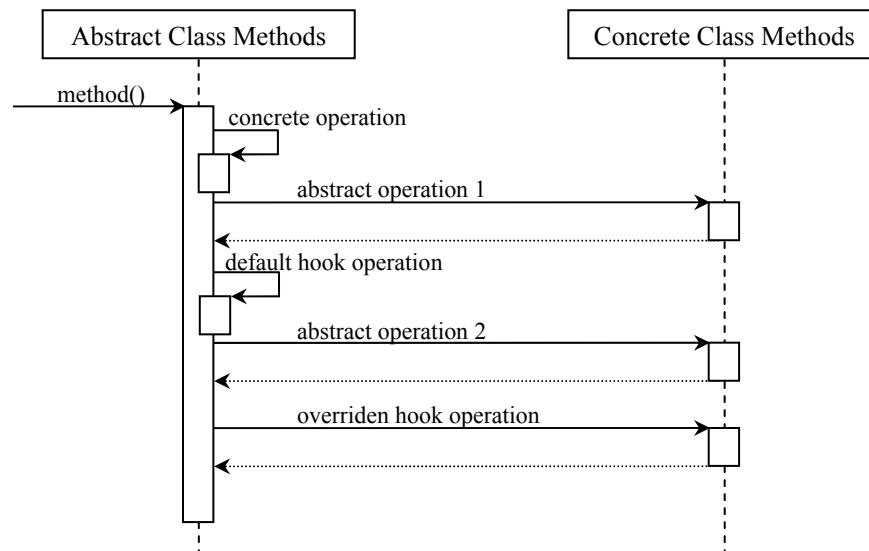 Abstract Class Methods
Concrete Class Methods
method()
concrete operation
abstract operation 1
default hook operation
abstract operation 2
overriden hook operation